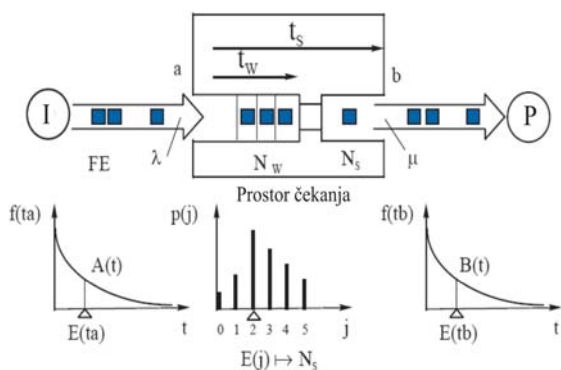 t_S
a t_W b
I P
FE λ N_W N_S μ
Prostor čekanja
f(ta) p(j) f(tb)
A(t) B(t)
0 1 2 3 4 5
t j t
E(ta) E(tb)
E(j) ↦ N_S